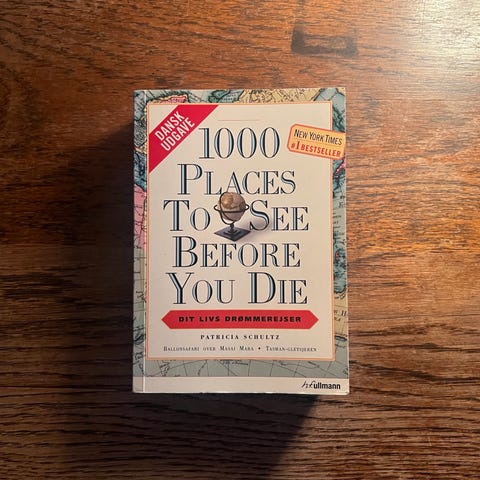 DANSK
UDGAVE
NEW YORK TIMES
#1 BESTSELLER
1000
PLACES
TO SEE
BEFORE
YOU DIE
DIT LIVS DRØMMEREJSER
PATRICIA SCHULTZ
BALLONSAFARI OVER MASAI MARA • TASMAN-GLETSJEREN
h.f.ullmann